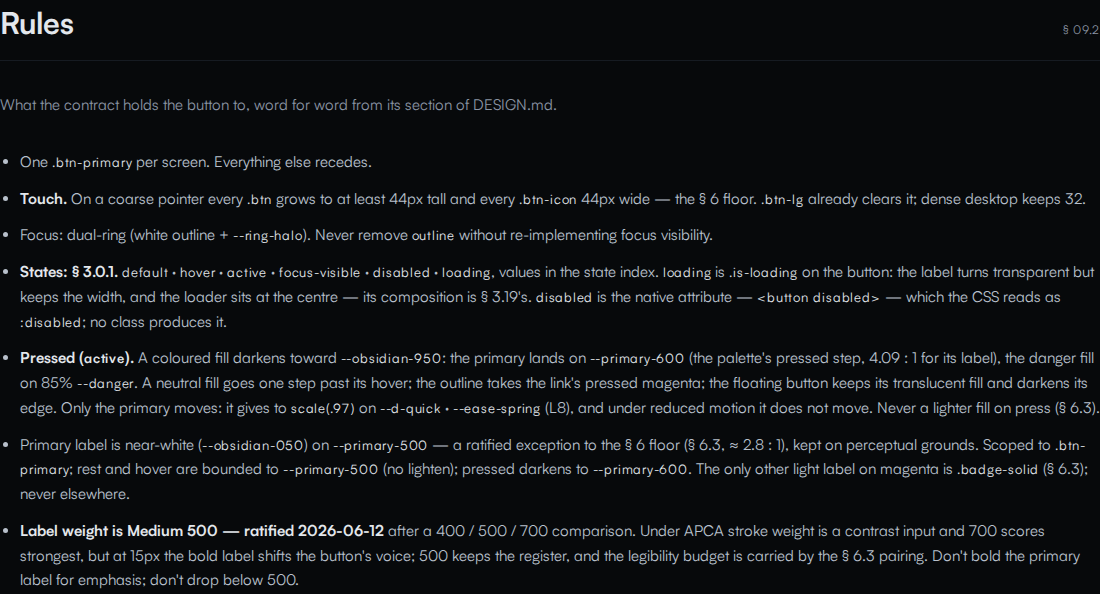 Rules
§ 09.2
What the contract holds the button to, word for word from its section of DESIGN.md.
• One .btn-primary per screen. Everything else recedes.
• Touch. On a coarse pointer every .btn grows to at least 44px tall and every .btn-icon 44px wide — the § 6 floor. .btn-lg already clears it; dense desktop keeps 32.
• Focus: dual-ring (white outline + --ring-halo). Never remove outline without re-implementing focus visibility.
• States: § 3.0.1. default · hover · active · focus-visible · disabled · loading, values in the state index. loading is .is-loading on the button: the label turns transparent but
keeps the width, and the loader sits at the centre — its composition is § 3.19's. disabled is the native attribute — <button disabled> — which the CSS reads as
:disabled; no class produces it.
• Pressed (active). A coloured fill darkens toward --obsidian-950: the primary lands on --primary-600 (the palette's pressed step, 4.09 : 1 for its label), the danger fill
on 85% --danger. A neutral fill goes one step past its hover; the outline takes the link's pressed magenta; the floating button keeps its translucent fill and darkens its
edge. Only the primary moves: it gives to scale(.97) on --d-quick · --ease-spring (L8), and under reduced motion it does not move. Never a lighter fill on press (§ 6.3).
• Primary label is near-white (--obsidian-050) on --primary-500 — a ratified exception to the § 6 floor (§ 6.3, ≈ 2.8 : 1), kept on perceptual grounds. Scoped to .btn-
primary; rest and hover are bounded to --primary-500 (no lighten); pressed darkens to --primary-600. The only other light label on magenta is .badge-solid (§ 6.3);
never elsewhere.
• Label weight is Medium 500 — ratified 2026-06-12 after a 400 / 500 / 700 comparison. Under APCA stroke weight is a contrast input and 700 scores
strongest, but at 15px the bold label shifts the button's voice; 500 keeps the register, and the legibility budget is carried by the § 6.3 pairing. Don't bold the primary
label for emphasis; don't drop below 500.